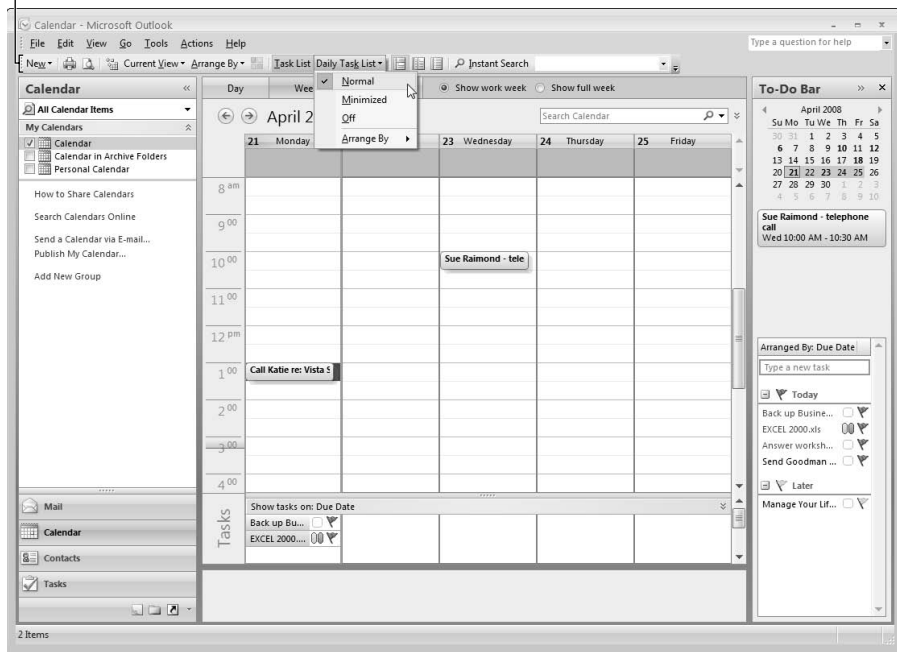 Calendar - Microsoft Outlook
File Edit View Go Tools Actions Help
Type a question for help
New Current View Arrange By Task List Daily Task List Instant Search
Calendar «
All Calendar Items
My Calendars
Calendar
Calendar in Archive Folders
Personal Calendar
How to Share Calendars
Search Calendars Online
Send a Calendar via E-mail...
Publish My Calendar...
Add New Group
Mail
Calendar
Contacts
Tasks
2 Items
Day Wee Show work week Show full week
Normal
Minimized
Off
Arrange By
April 2
Search Calendar
21 Monday 23 Wednesday 24 Thursday 25 Friday
8 am
9 00
10 00
Sue Raimond - tele
11 00
12 pm
1 00
Call Katie re: Vista S
2 00
3 00
4 00
Tasks
Show tasks on: Due Date
Back up Bu...
EXCEL 2000....
To-Do Bar »
April 2008
Su Mo Tu We Th Fr Sa
30 31 1 2 3 4 5
6 7 8 9 10 11 12
13 14 15 16 17 18 19
20 21 22 23 24 25 26
27 28 29 30 1 2 3
4 5 6 7 8 9 10
Sue Raimond - telephone
call
Wed 10:00 AM - 10:30 AM
Arranged By: Due Date
Type a new task
Today
Back up Busine...
EXCEL 2000.xls
Answer worksh...
Send Goodman ...
Later
Manage Your Lif...